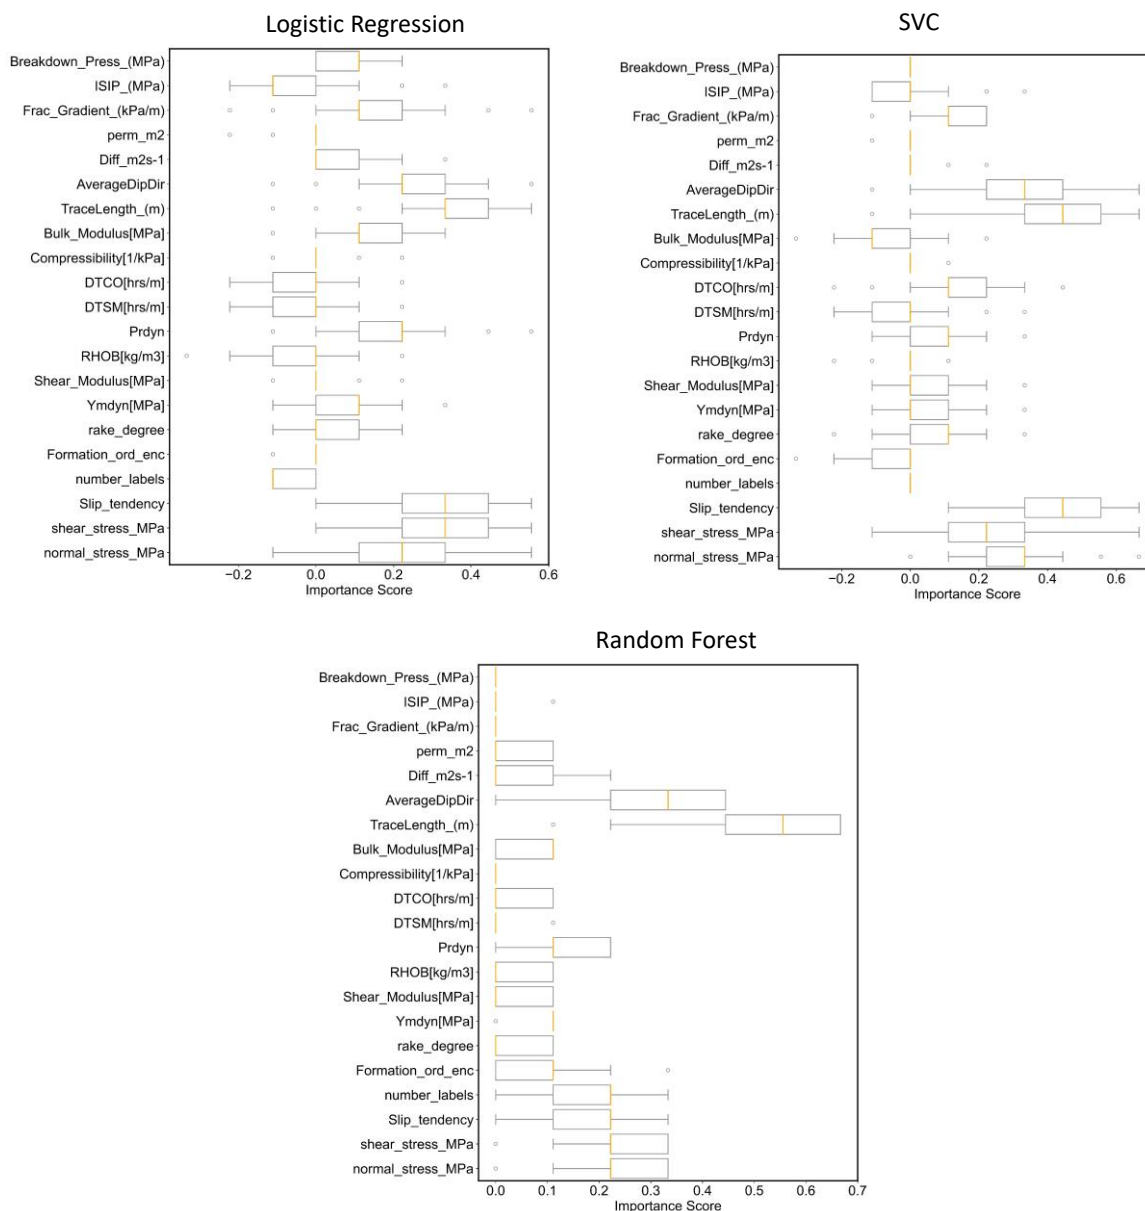 Logistic Regression
Breakdown_Press_(MPa)
ISIP_(MPa)
Frac_Gradient_(kPa/m)
perm_m2
Diff_m2s-1
AverageDipDir
TraceLength_(m)
Bulk_Modulus[MPa]
Compressibility[1/kPa]
DTCO[hrs/m]
DTSM[hrs/m]
Prdyn
RHOB[kg/m3]
Shear_Modulus[MPa]
Ymdyn[MPa]
rake_degree
Formation_ord_enc
number_labels
Slip_tendency
shear_stress_MPa
normal_stress_MPa
−0.2 0.0 0.2 0.4 0.6
Importance Score
SVC
Breakdown_Press_(MPa)
ISIP_(MPa)
Frac_Gradient_(kPa/m)
perm_m2
Diff_m2s-1
AverageDipDir
TraceLength_(m)
Bulk_Modulus[MPa]
Compressibility[1/kPa]
DTCO[hrs/m]
DTSM[hrs/m]
Prdyn
RHOB[kg/m3]
Shear_Modulus[MPa]
Ymdyn[MPa]
rake_degree
Formation_ord_enc
number_labels
Slip_tendency
shear_stress_MPa
normal_stress_MPa
−0.2 0.0 0.2 0.4 0.6
Importance Score
Random Forest
Breakdown_Press_(MPa)
ISIP_(MPa)
Frac_Gradient_(kPa/m)
perm_m2
Diff_m2s-1
AverageDipDir
TraceLength_(m)
Bulk_Modulus[MPa]
Compressibility[1/kPa]
DTCO[hrs/m]
DTSM[hrs/m]
Prdyn
RHOB[kg/m3]
Shear_Modulus[MPa]
Ymdyn[MPa]
rake_degree
Formation_ord_enc
number_labels
Slip_tendency
shear_stress_MPa
normal_stress_MPa
0.0 0.1 0.2 0.3 0.4 0.5 0.6 0.7
Importance Score